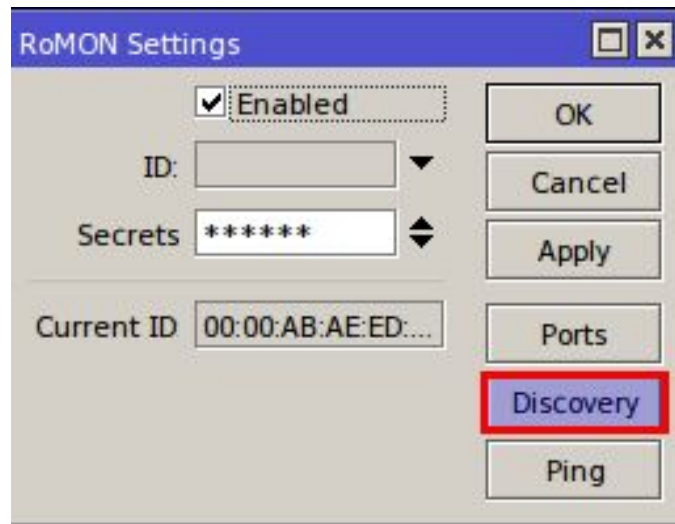 RoMON Settings
Enabled
OK
ID:
Cancel
Secrets ******
Apply
Current ID 00:00:AB:AE:ED:...
Ports
Discovery
Ping